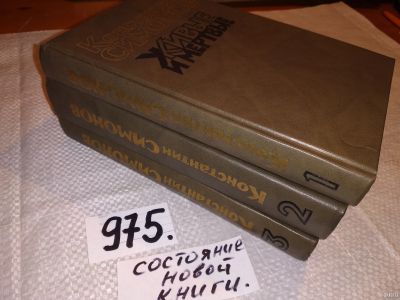 КОНСТАНТИН
СИМОНОВ
ЖИВЫЕ
И МЕРТВЫЕ
КОНСТАНТИН СИМОНОВ 1
КОНСТАНТИН СИМОНОВ 2
КОНСТАНТИН СИМОНОВ 3
975.
СОСТОЯНИЕ
НОВОЙ
КНИГИ.